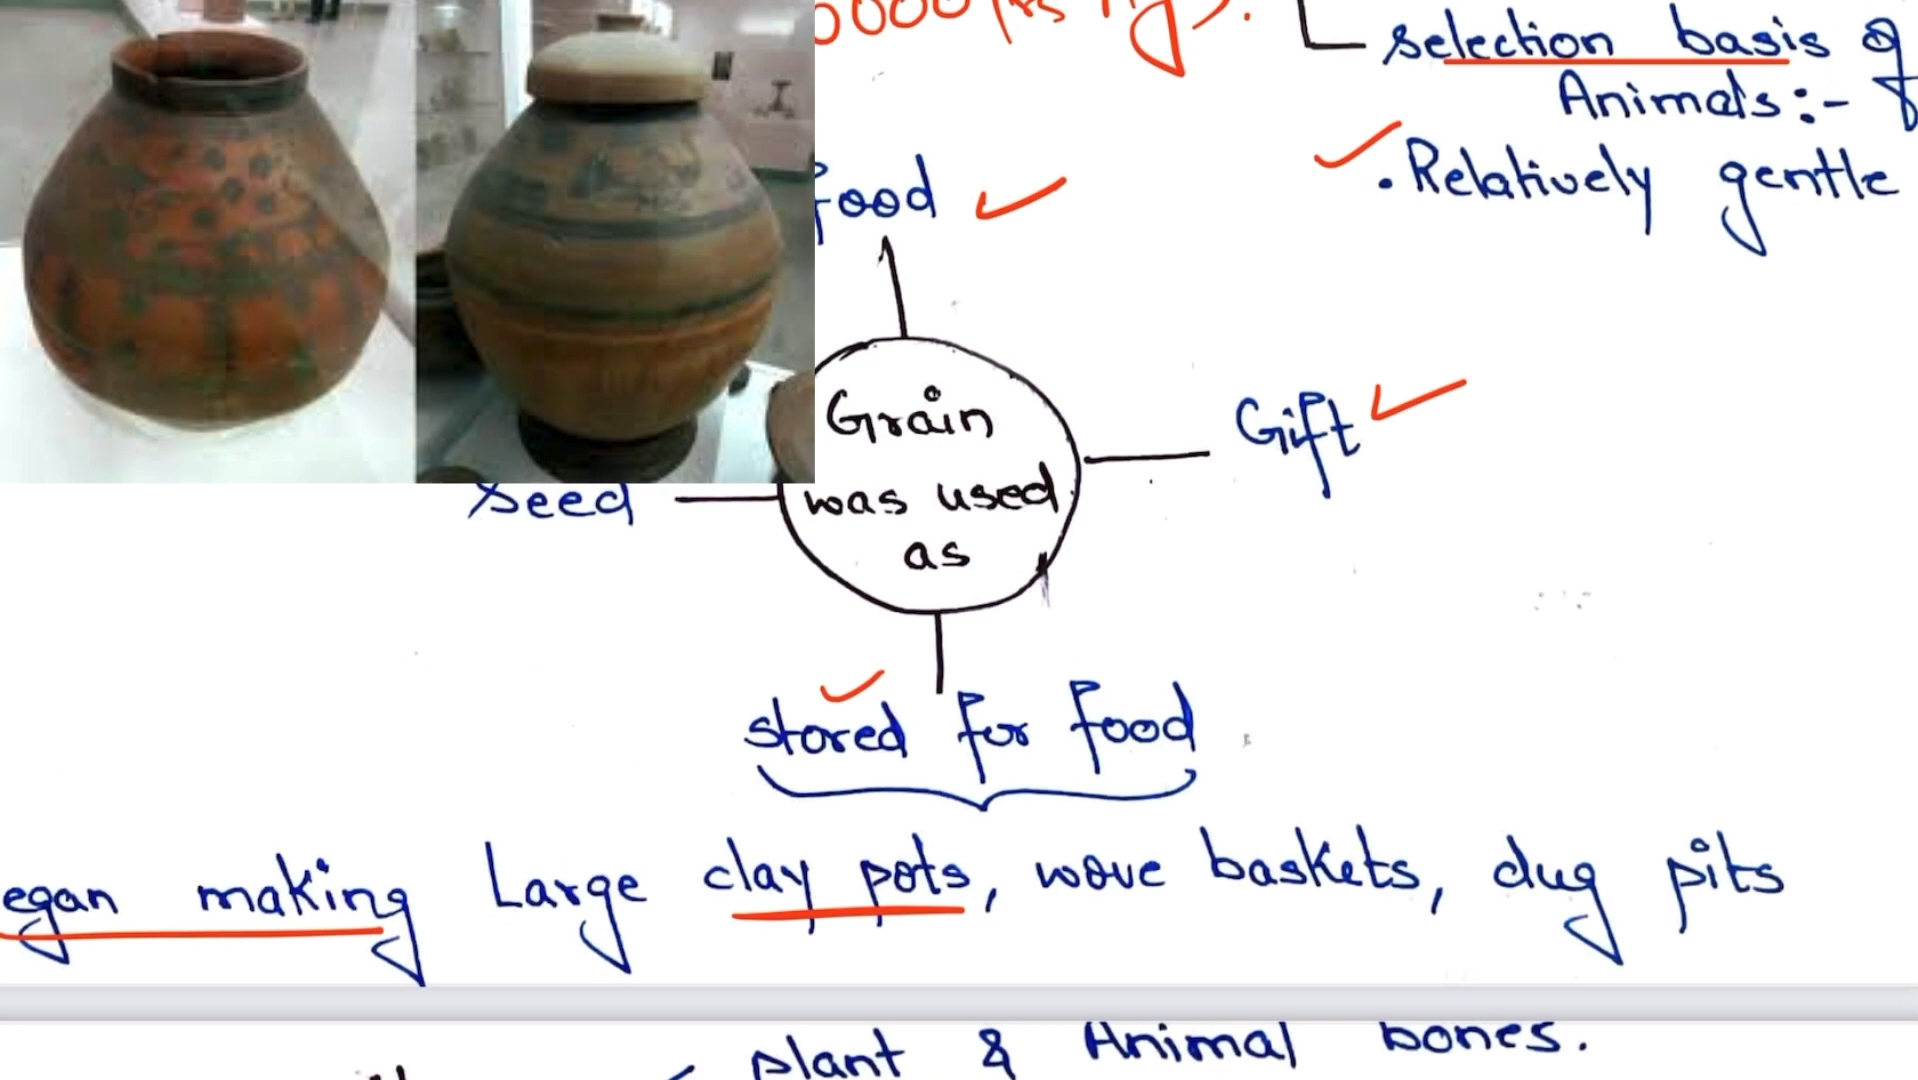 selection basis of
Animals:-
. Relatively gentle
food
Gift
Grain
was used
as
seed
stored for food
egan making Large clay pots, wove baskets, dug pits
plant & Animal bones.